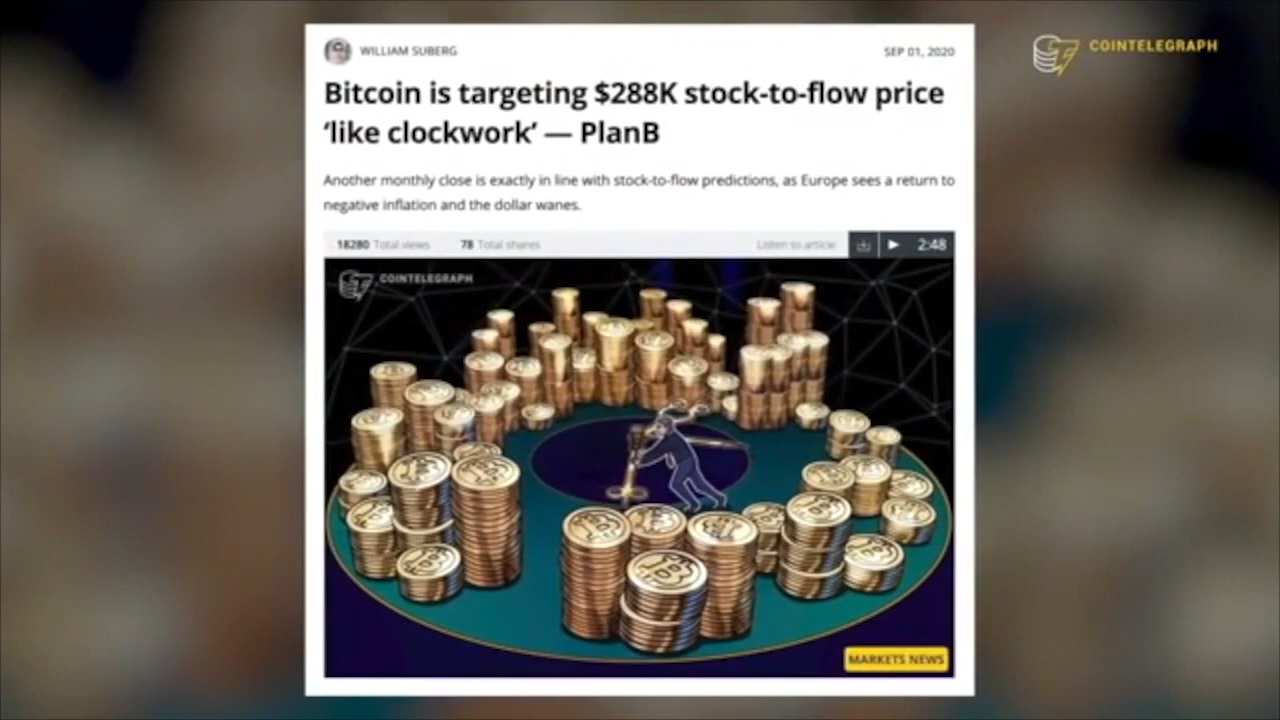 WILLIAM SUBERG
SEP 01, 2020
COINTELEGRAPH
Bitcoin is targeting $288K stock-to-flow price
‘like clockwork’ — PlanB
Another monthly close is exactly in line with stock-to-flow predictions, as Europe sees a return to
negative inflation and the dollar wanes.
18280 Total views 78 Total shares Listen to article 2:48
COINTELEGRAPH
MARKETS NEWS